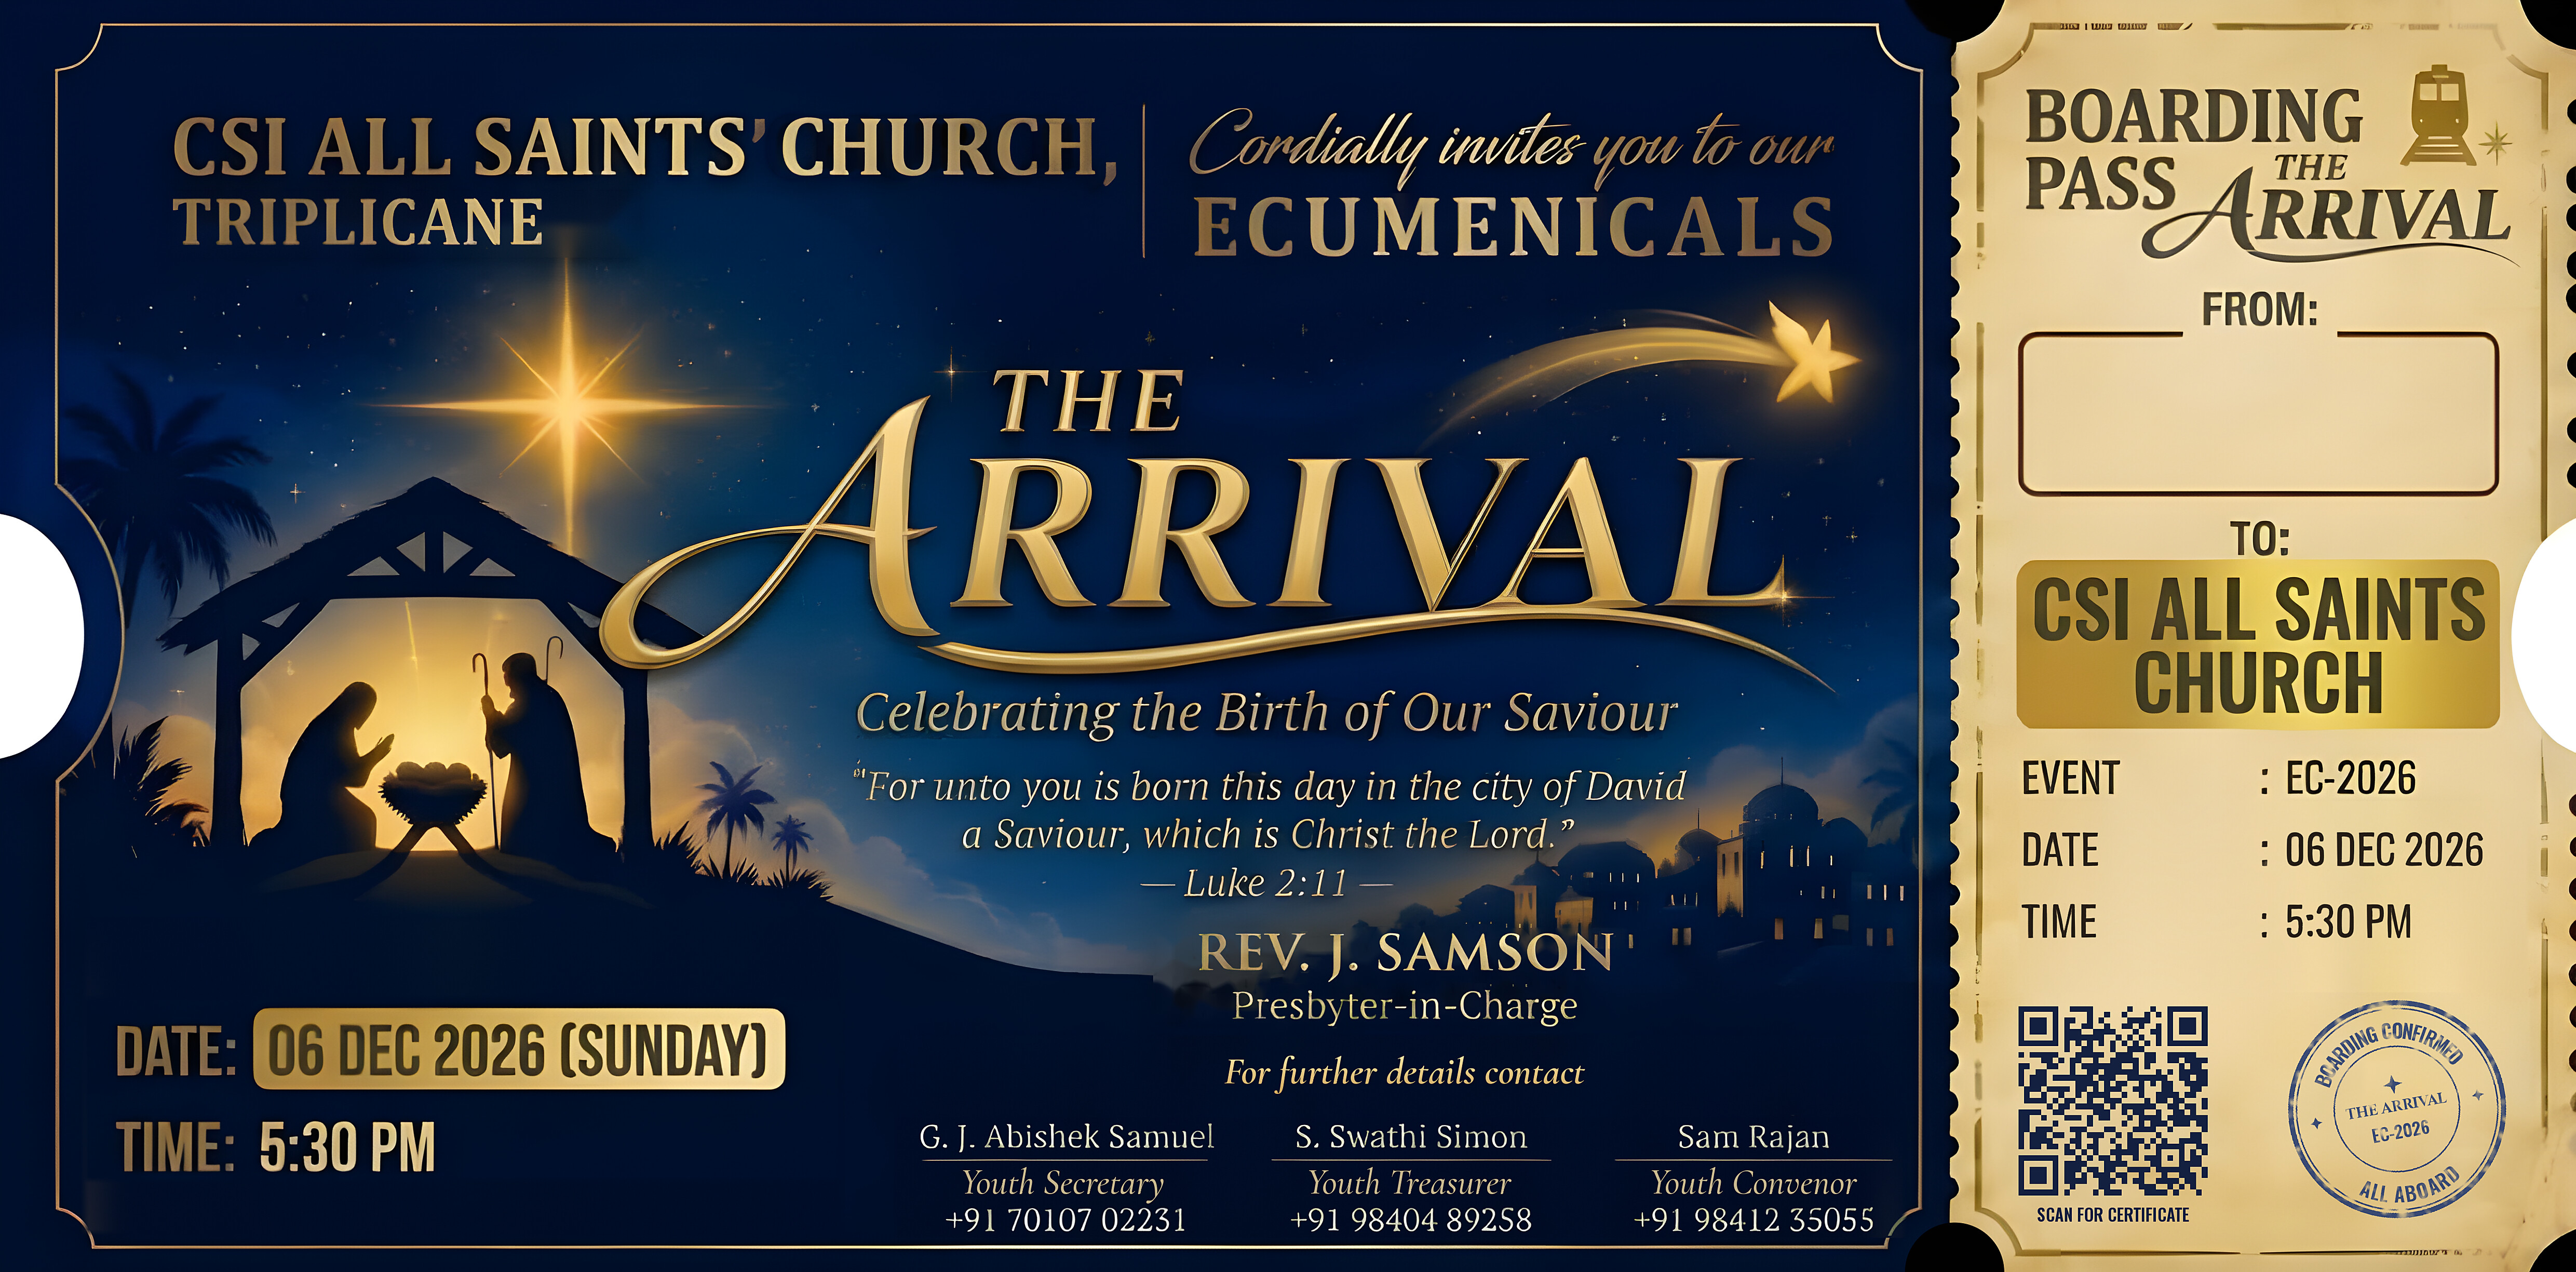 CSI ALL SAINTS' CHURCH,
TRIPLICANE
Cordially invites you to our
ECUMENICALS
THE
ARRIVAL
Celebrating the Birth of Our Saviour
"For unto you is born this day in the city of David
a Saviour, which is Christ the Lord."
— Luke 2:11 —
REV. J. SAMSON
Presbyter-in-Charge
For further details contact
G. J. Abishek Samuel
Youth Secretary
+91 70107 02231
S. Swathi Simon
Youth Treasurer
+91 98404 89258
Sam Rajan
Youth Convenor
+91 98412 35055
DATE: 06 DEC 2026 (SUNDAY)
TIME: 5:30 PM
BOARDING
PASS
THE
ARRIVAL
FROM:
TO:
CSI ALL SAINTS
CHURCH
EVENT : EC-2026
DATE : 06 DEC 2026
TIME : 5:30 PM
SCAN FOR CERTIFICATE
BOARDING CONFIRMED
THE ARRIVAL
EC-2026
ALL ABOARD